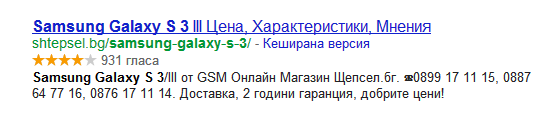 Samsung Galaxy S 3 III Цена, Характеристики, Мнения
shtepsel.bg/samsung-galaxy-s-3/ - Кеширана версия
★★★★★ 931 гласа
Samsung Galaxy S 3/III от GSM Онлайн Магазин Щепсел.бг. ☎0899 17 11 15, 0887
64 77 16, 0876 17 11 14. Доставка, 2 години гаранция, добрите цени!